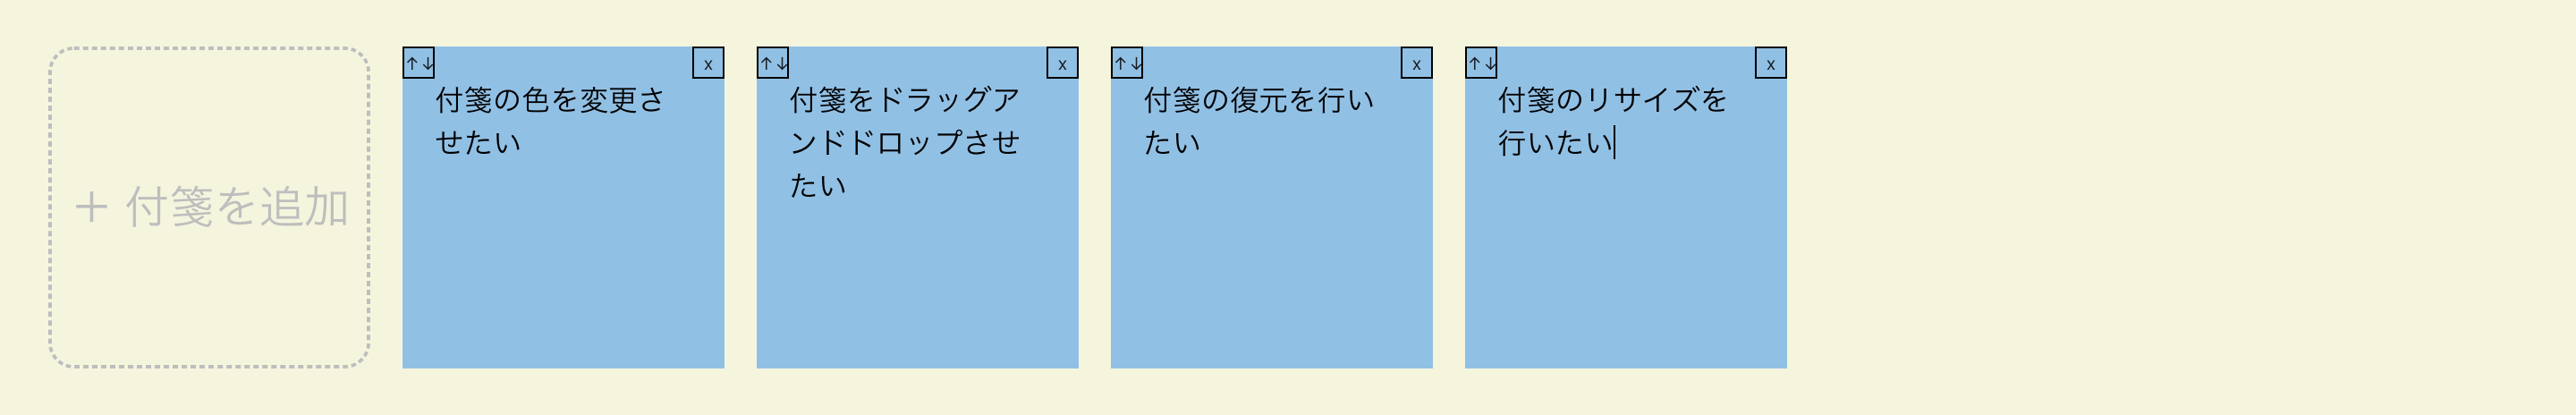 + 付箋を追加
↑↓
x
付箋の色を変更さ
せたい
↑↓
x
付箋をドラッグア
ンドドロップさせ
たい
↑↓
x
付箋の復元を行い
たい
↑↓
x
付箋のリサイズを
行いたい